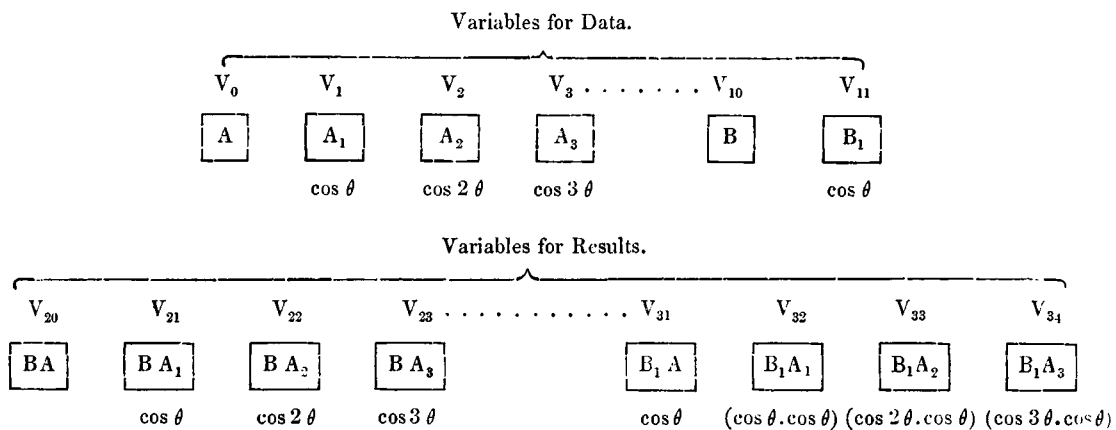 Variables for Data.
V₀ V₁ V₂ V₃ . . . . . . . V₁₀ V₁₁
A A₁ A₂ A₃ B B₁
cos θ cos 2 θ cos 3 θ cos θ
Variables for Results.
V₂₀ V₂₁ V₂₂ V₂₃ . . . . . . . . . . . . V₃₁ V₃₂ V₃₃ V₃₄
B A B A₁ B A₂ B A₃ B₁ A B₁A₁ B₁A₂ B₁A₃
cos θ cos 2 θ cos 3 θ cos θ (cos θ . cos θ) (cos 2 θ . cos θ) (cos 3 θ . cos θ)